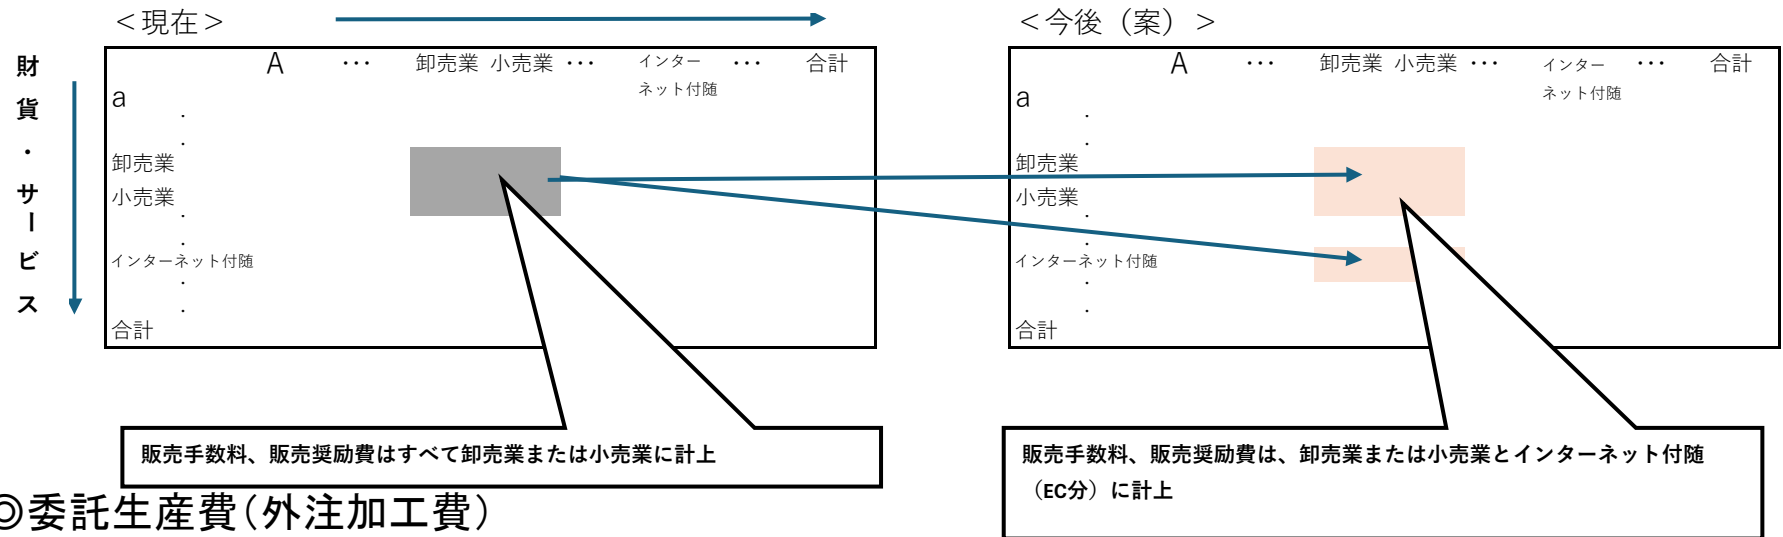 ＜現在＞
＜今後（案）＞
財貨・サービス
A ・・・ 卸売業 小売業 ・・・ インターネット付随 ・・・ 合計
a
・
・
卸売業
小売業
・
・
インターネット付随
・
・
合計
A ・・・ 卸売業 小売業 ・・・ インターネット付随 ・・・ 合計
a
・
・
卸売業
小売業
・
・
インターネット付随
・
・
合計
販売手数料、販売奨励費はすべて卸売業または小売業に計上
販売手数料、販売奨励費は、卸売業または小売業とインターネット付随
（EC分）に計上
◎委託生産費（外注加工費）